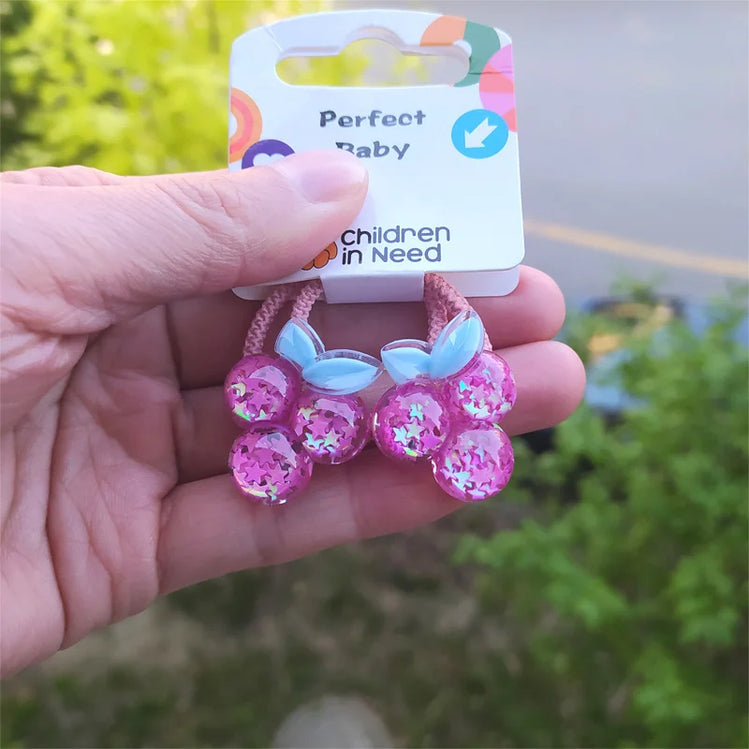 Perfect
Baby
Children
in Need